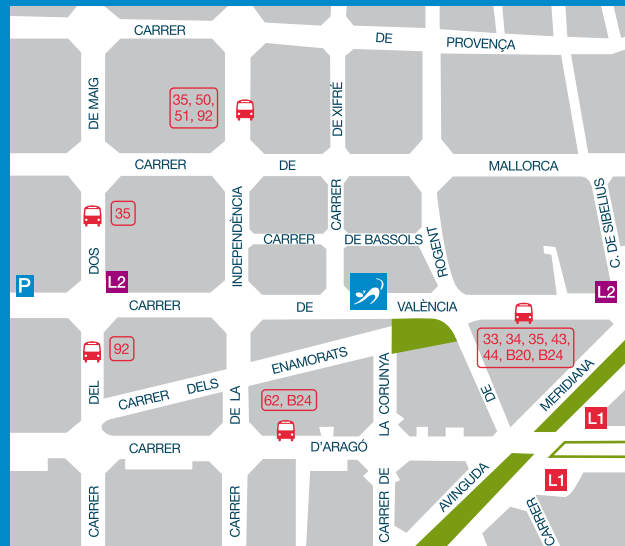 CARRER
DE
PROVENÇA
DE MAIG
35, 50,
51, 92
DE XIFRÉ
CARRER
DE
MALLORCA
35
INDEPENDÈNCIA
CARRER
CARRER
DE BASSOLS
ROGENT
C. DE SIBELIUS
DOS
P
L2
L2
CARRER
DE
VALÈNCIA
33, 34, 35, 43,
44, B20, B24
92
ENAMORATS
DELS
CARRER
DEL
DE LA
62, B24
LA CORUNYA
DE
MERIDIANA
L1
CARRER
D'ARAGÓ
L1
AVINGUDA
CARRER
CARRER
CARRER DE
CARRER